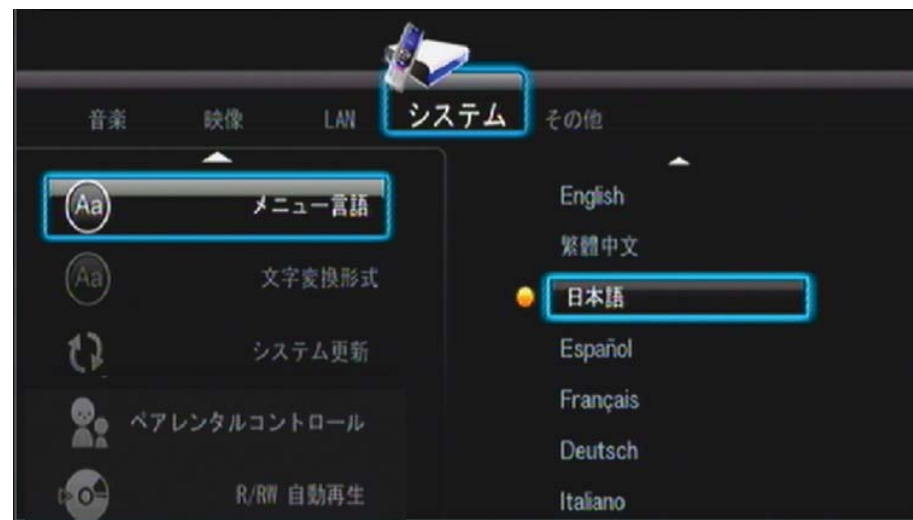 音楽 映像 LAN システム その他
メニュー言語
文字変換形式
システム更新
ペアレンタルコントロール
R/RW 自動再生
English
繁體中文
日本語
Español
Français
Deutsch
Italiano